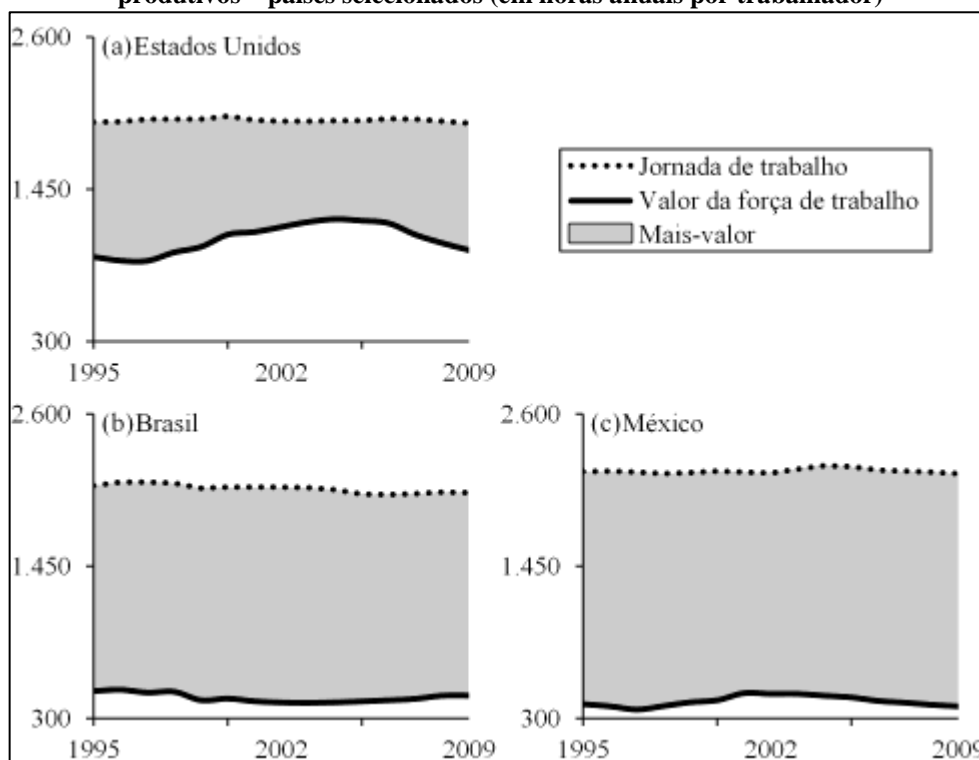 produtivos – países selecionados (em horas anuais por trabalhador)
2.600
(a)Estados Unidos
Jornada de trabalho
1.450
Valor da força de trabalho
Mais-valor
300
1995 2002 2009
2.600 (b)Brasil 2.600 (c)México
1.450 1.450
300 300
1995 2002 2009 1995 2002 2009